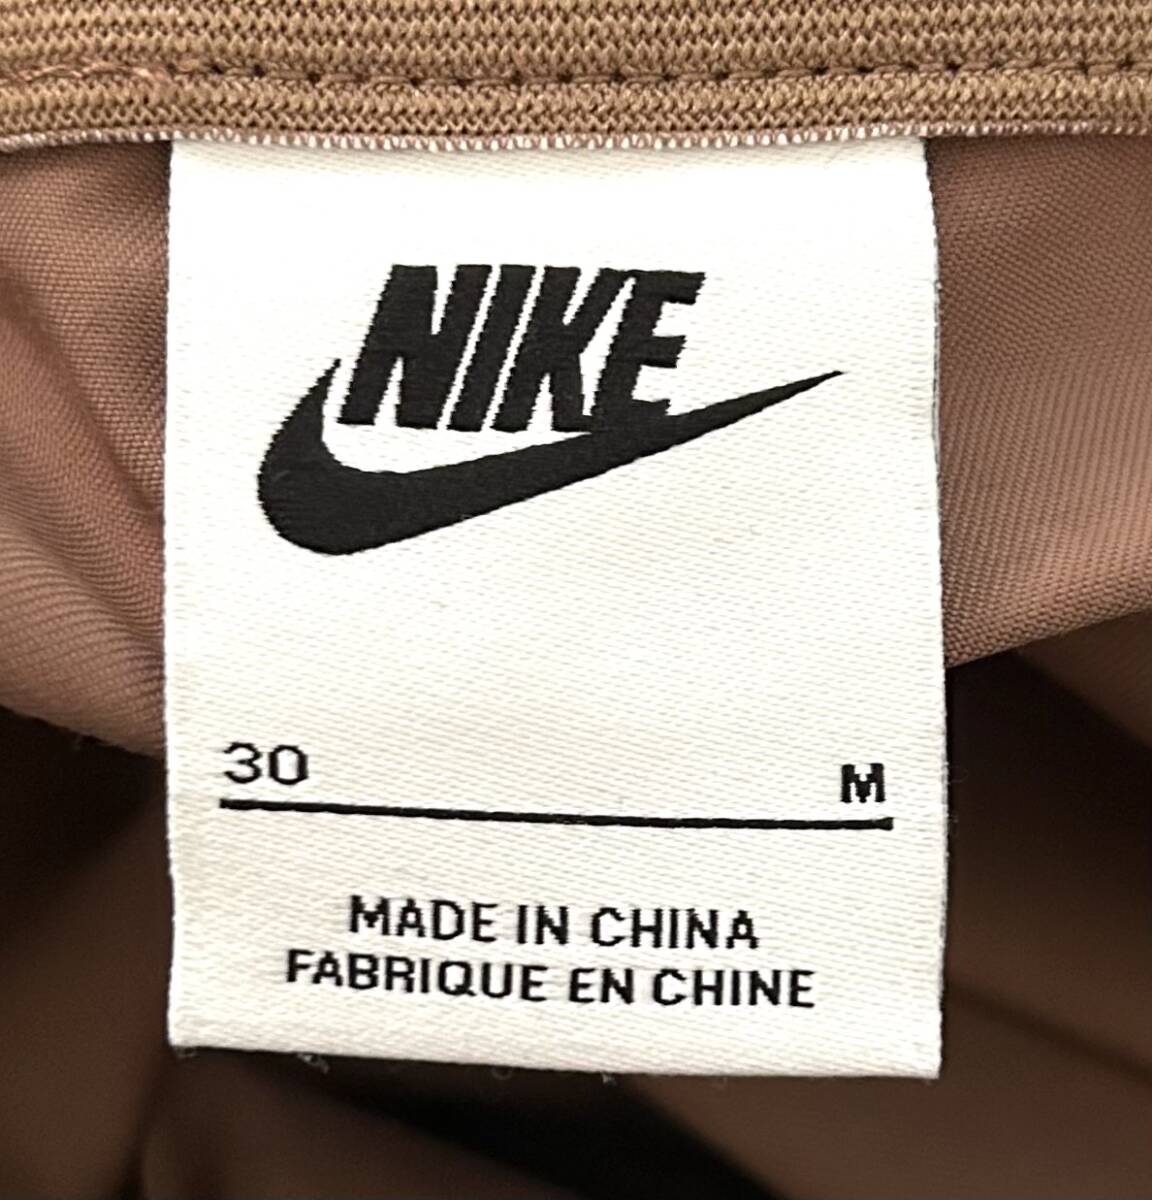 NIKE
30 M
MADE IN CHINA
FABRIQUE EN CHINE